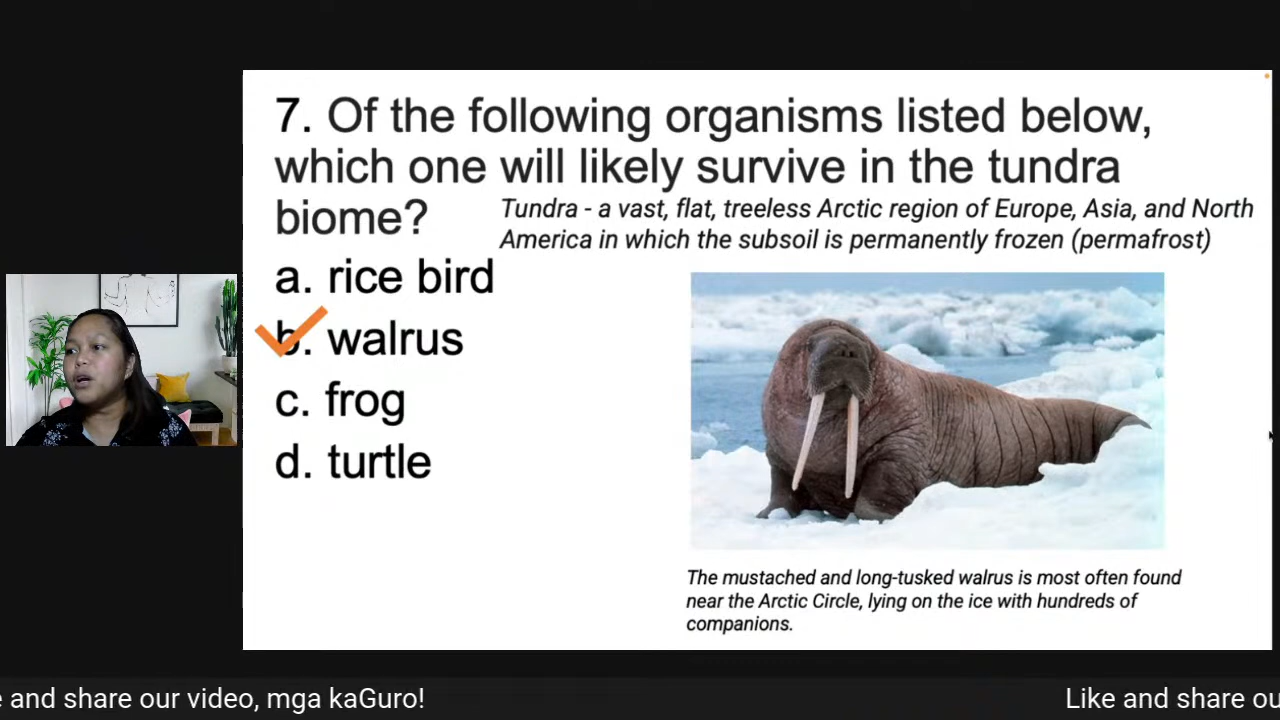 7. Of the following organisms listed below,
which one will likely survive in the tundra
biome?
Tundra - a vast, flat, treeless Arctic region of Europe, Asia, and North
America in which the subsoil is permanently frozen (permafrost)
a. rice bird
b. walrus
c. frog
d. turtle
The mustached and long-tusked walrus is most often found
near the Arctic Circle, lying on the ice with hundreds of
companions.
e and share our video, mga kaGuro! Like and share ou